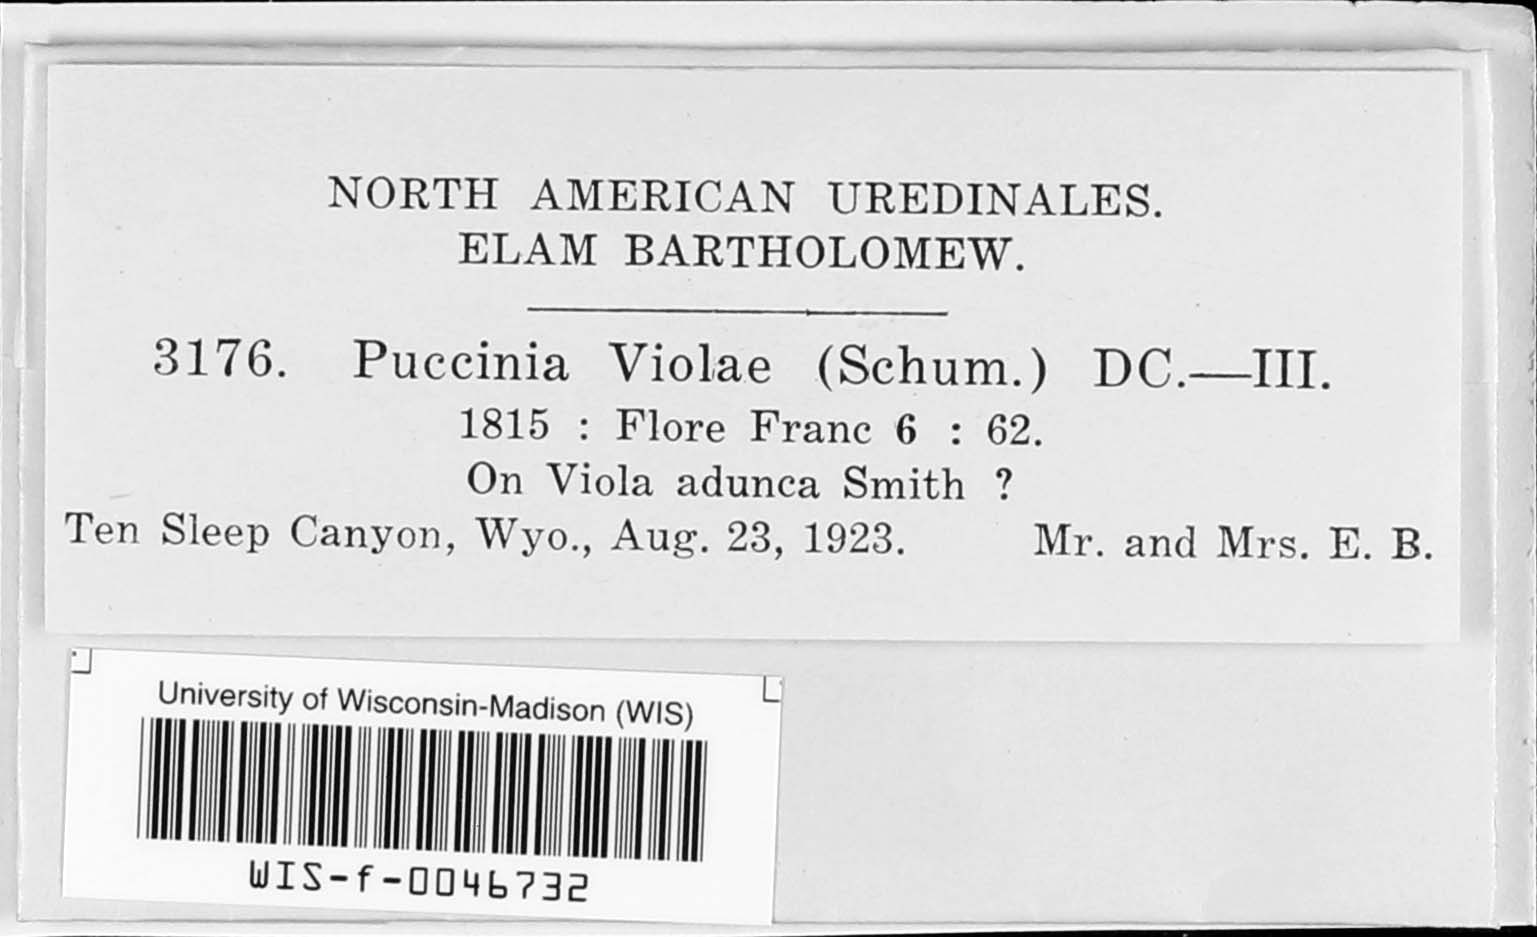 NORTH AMERICAN UREDINALES.
ELAM BARTHOLOMEW.
3176. Puccinia Violae (Schum.) DC.—III.
1815 : Flore Franc 6 : 62.
On Viola adunca Smith ?
Ten Sleep Canyon, Wyo., Aug. 23, 1923. Mr. and Mrs. E. B.
University of Wisconsin-Madison (WIS)
WIS-f-0046732